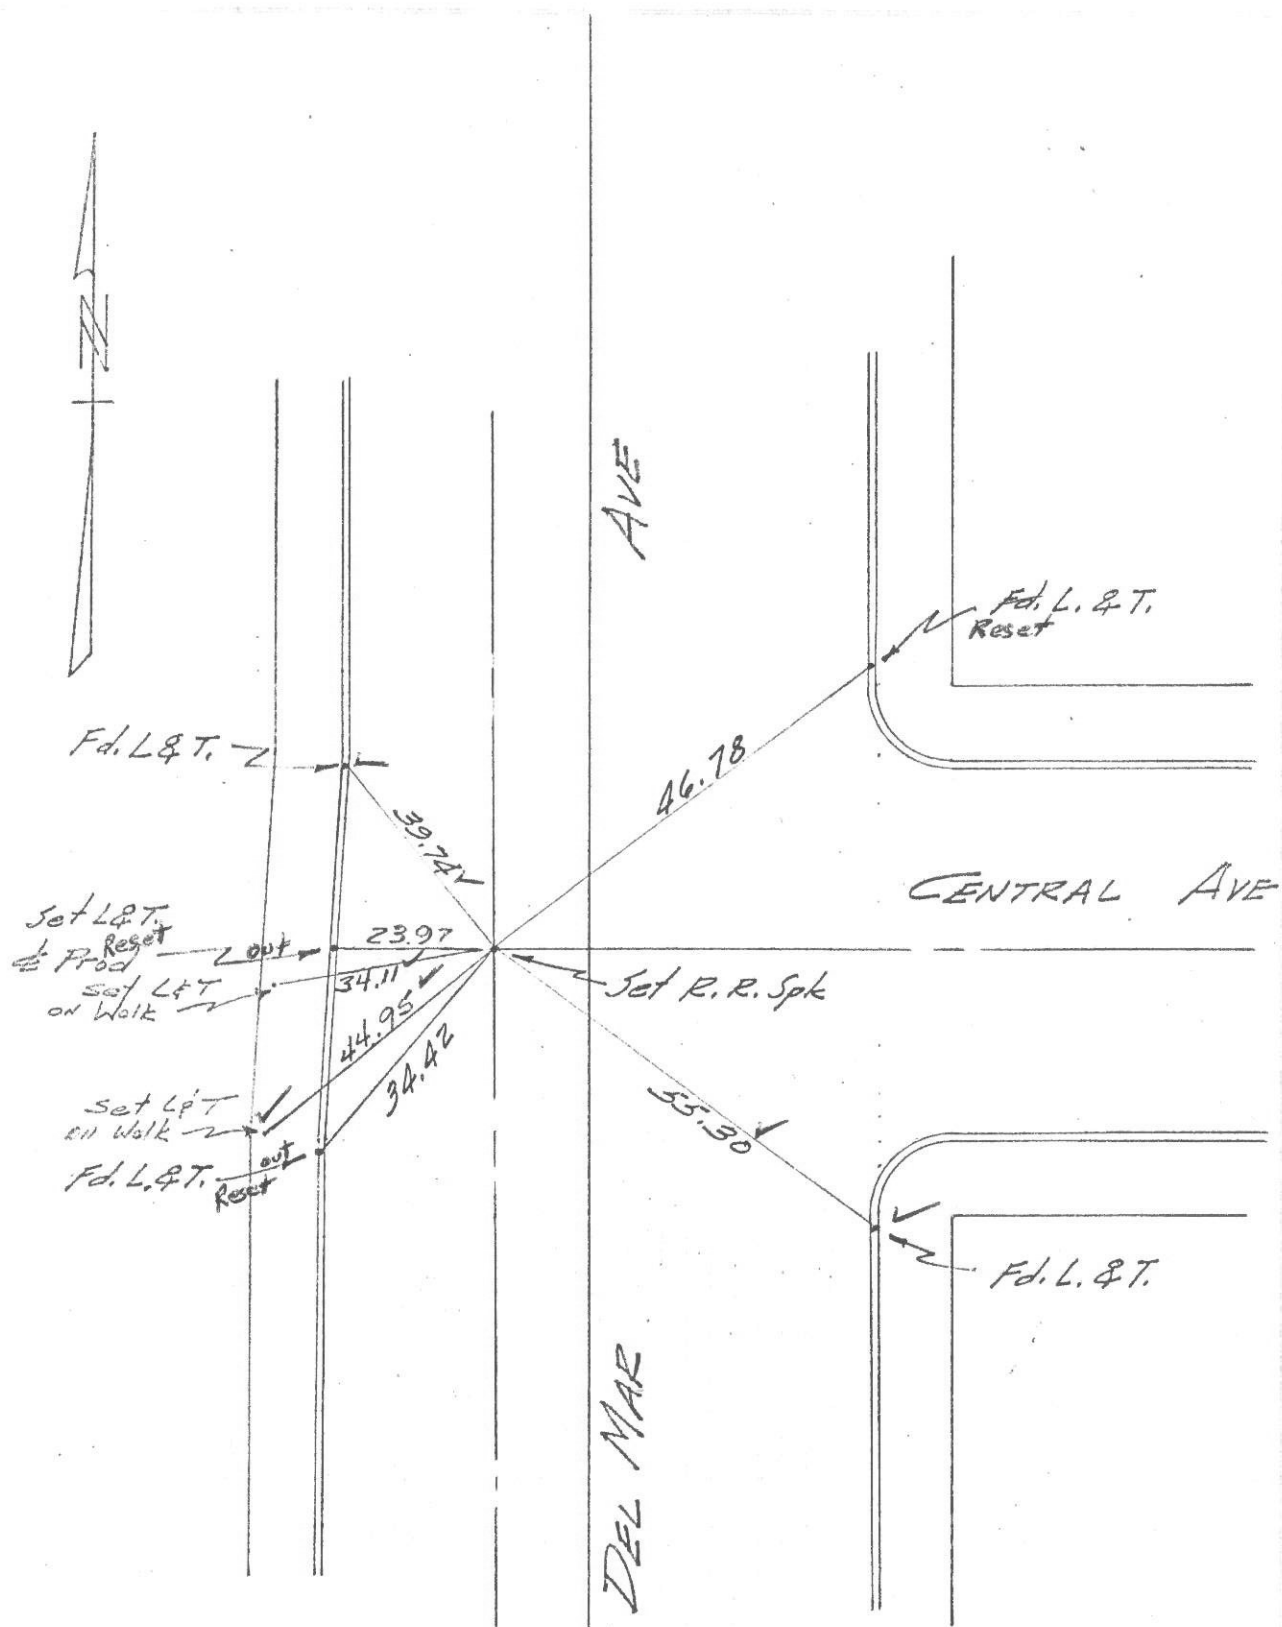 N
AVE
Fd. L. & T.
Reset
Fd. L & T.
46.78
39.74 ✓
CENTRAL AVE
Set L & T.
Reset
℄ Prod
out
23.97
Set L & T
on Walk
34.11 ✓
Set R.R. Spk
44.95 ✓
34.42
Set L & T
on Walk
55.30 ✓
Fd. L. & T.
out
Reset
Fd. L. & T.
DEL MAR